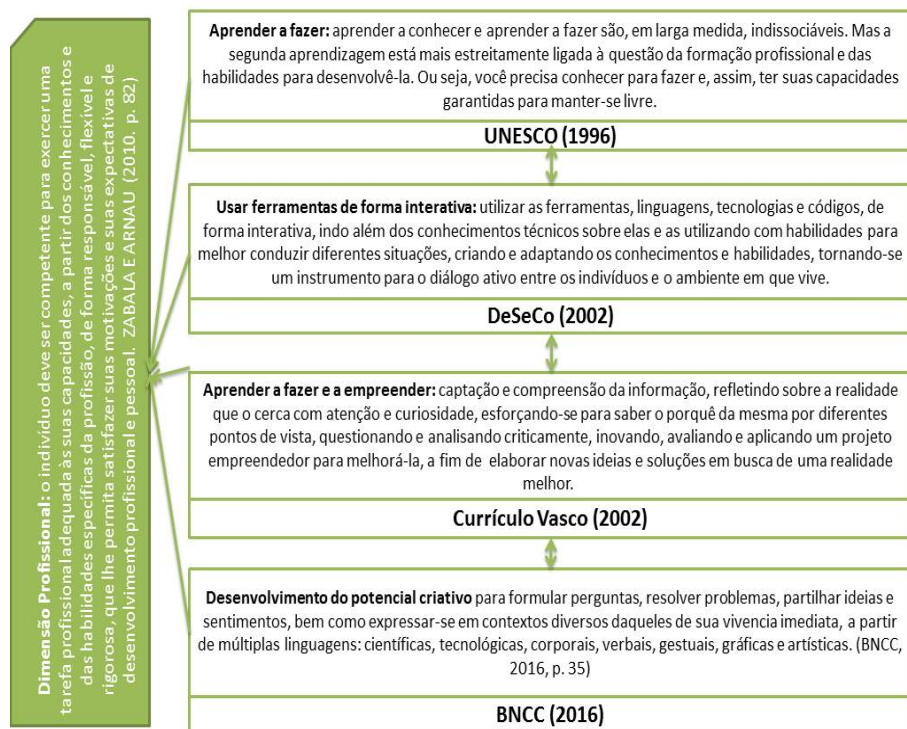 Dimensão Profissional: o indivíduo deve ser competente para exercer uma
tarefa profissional adequada às suas capacidades, a partir dos conhecimentos e
das habilidades específicas da profissão, de forma responsável, flexível e
rigorosa, que lhe permita satisfazer suas motivações e suas expectativas de
desenvolvimento profissional e pessoal. ZABALA E ARNAU (2010. p. 82)
Aprender a fazer: aprender a conhecer e aprender a fazer são, em larga medida, indissociáveis. Mas a
segunda aprendizagem está mais estreitamente ligada à questão da formação profissional e das
habilidades para desenvolvê-la. Ou seja, você precisa conhecer para fazer e, assim, ter suas capacidades
garantidas para manter-se livre.
UNESCO (1996)
Usar ferramentas de forma interativa: utilizar as ferramentas, linguagens, tecnologias e códigos, de
forma interativa, indo além dos conhecimentos técnicos sobre elas e as utilizando com habilidades para
melhor conduzir diferentes situações, criando e adaptando os conhecimentos e habilidades, tornando-se
um instrumento para o diálogo ativo entre os indivíduos e o ambiente em que vive.
DeSeCo (2002)
Aprender a fazer e a empreender: captação e compreensão da informação, refletindo sobre a realidade
que o cerca com atenção e curiosidade, esforçando-se para saber o porquê da mesma por diferentes
pontos de vista, questionando e analisando criticamente, inovando, avaliando e aplicando um projeto
empreendedor para melhorá-la, a fim de elaborar novas ideias e soluções em busca de uma realidade
melhor.
Currículo Vasco (2002)
Desenvolvimento do potencial criativo para formular perguntas, resolver problemas, partilhar ideias e
sentimentos, bem como expressar-se em contextos diversos daqueles de sua vivencia imediata, a partir
de múltiplas linguagens: científicas, tecnológicas, corporais, verbais, gestuais, gráficas e artísticas. (BNCC,
2016, p. 35)
BNCC (2016)